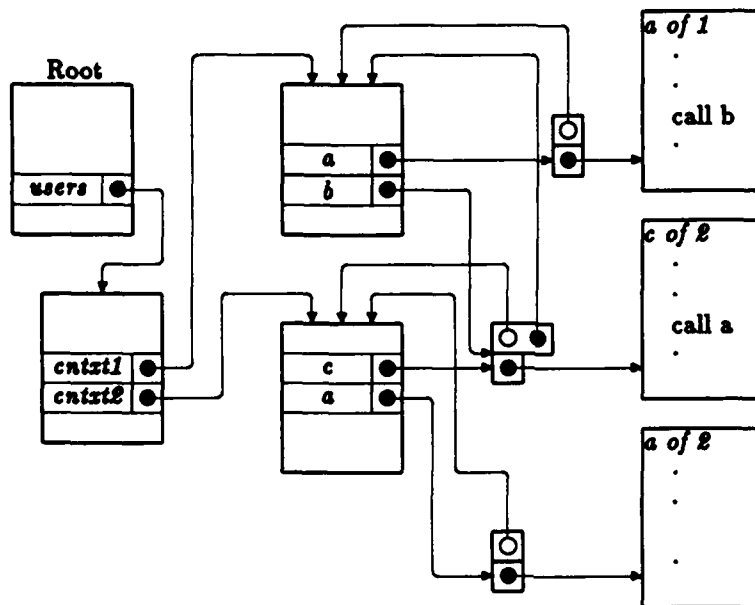 Root
users
cntxt1
cntxt2
a
b
c
a
a of 1
call b
c of 2
call a
a of 2